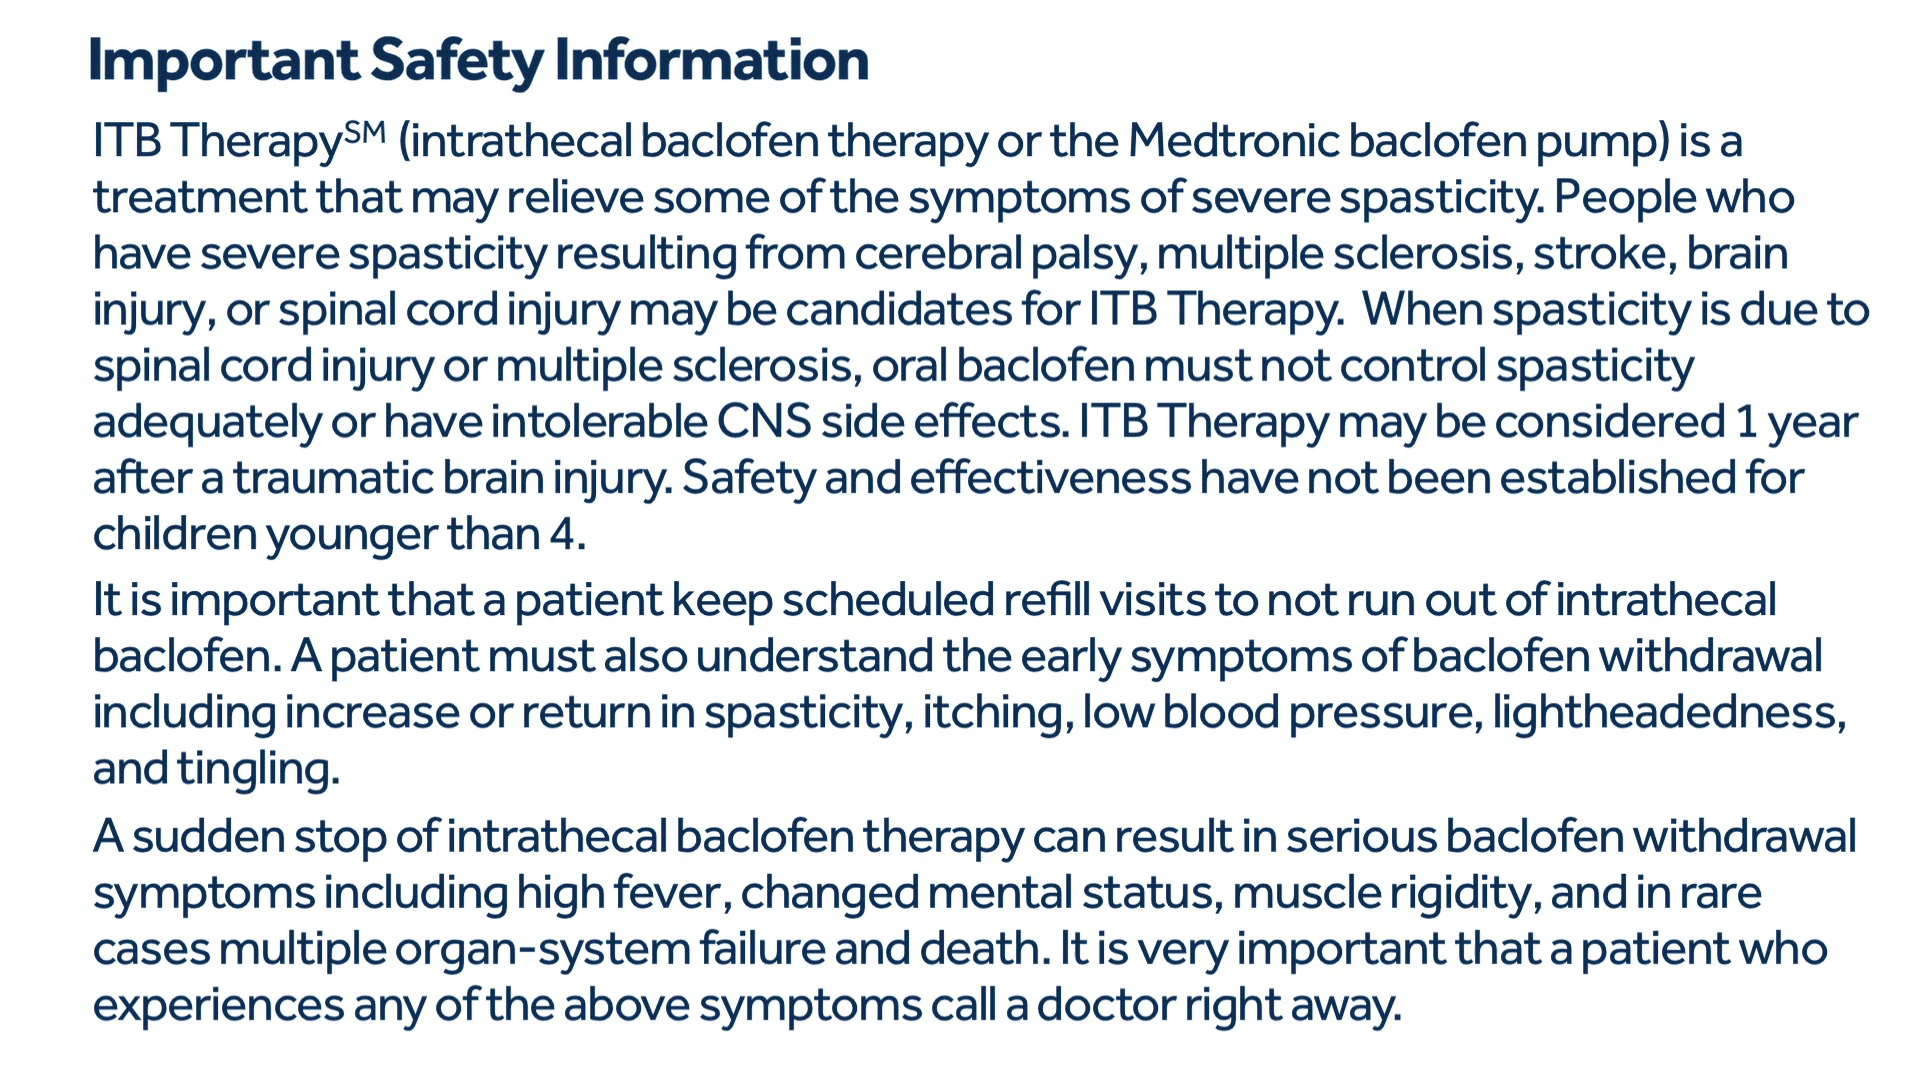 Important Safety Information
ITB Therapy℠ (intrathecal baclofen therapy or the Medtronic baclofen pump) is a
treatment that may relieve some of the symptoms of severe spasticity. People who
have severe spasticity resulting from cerebral palsy, multiple sclerosis, stroke, brain
injury, or spinal cord injury may be candidates for ITB Therapy.  When spasticity is due to
spinal cord injury or multiple sclerosis, oral baclofen must not control spasticity
adequately or have intolerable CNS side effects. ITB Therapy may be considered 1 year
after a traumatic brain injury. Safety and effectiveness have not been established for
children younger than 4.
It is important that a patient keep scheduled refill visits to not run out of intrathecal
baclofen. A patient must also understand the early symptoms of baclofen withdrawal
including increase or return in spasticity, itching, low blood pressure, lightheadedness,
and tingling.
A sudden stop of intrathecal baclofen therapy can result in serious baclofen withdrawal
symptoms including high fever, changed mental status, muscle rigidity, and in rare
cases multiple organ-system failure and death. It is very important that a patient who
experiences any of the above symptoms call a doctor right away.